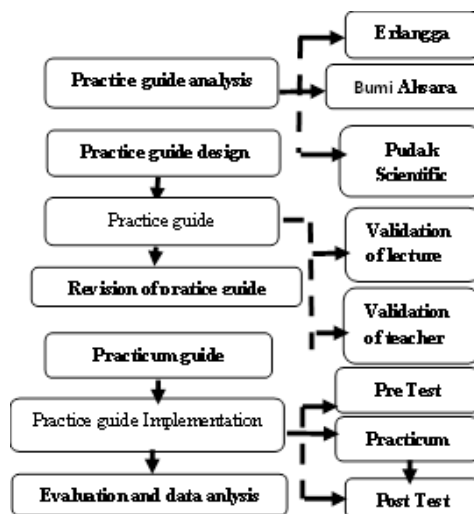 Erlangga
Practice guide analysis
Bumi Aksara
Practice guide design
Pudak
Scientific
Practice guide
Validation
of lecture
Revision of pratice guide
Validation
of teacher
Practicum guide
Pre Test
Practice guide Implementation
Practicum
Evaluation and data anlysis
Post Test